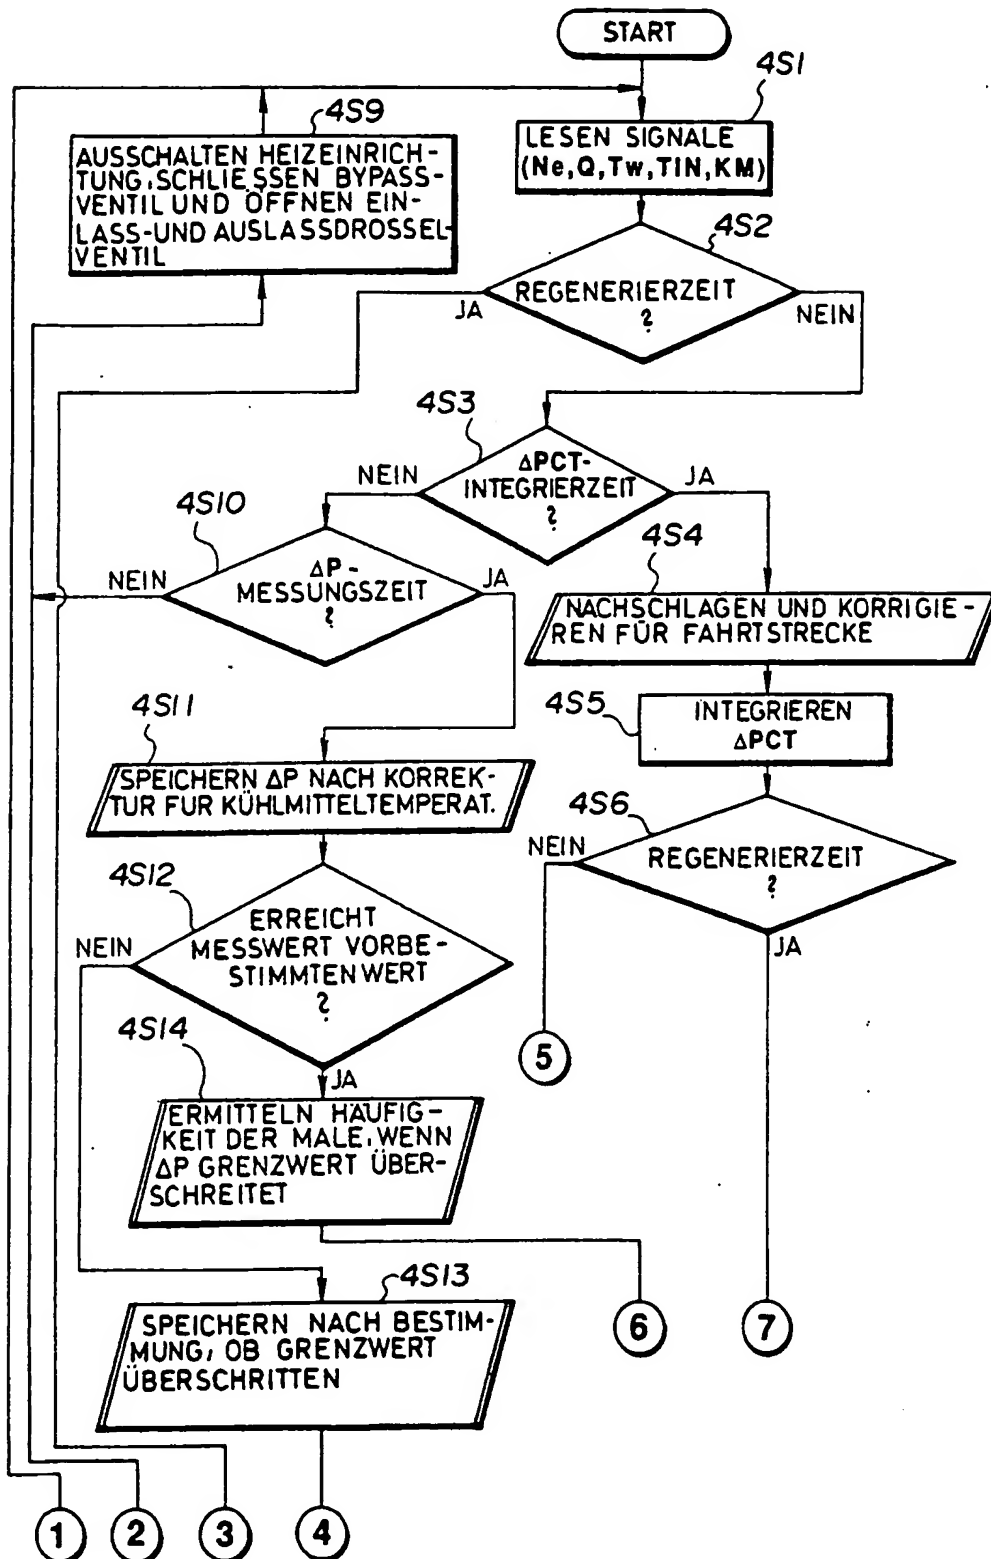 START
4S1
LESEN SIGNALE
(Ne,Q,Tw,TIN,KM)
4S9
AUSSCHALTEN HEIZEINRICH-
TUNG, SCHLIESSEN BYPASS-
VENTIL UND ÖFFNEN EIN-
LASS-UND AUSLASSDROSSEL-
VENTIL
4S2
REGENERIERZEIT
?
JA
NEIN
4S3
ΔPCT-
INTEGRIERZEIT
?
NEIN
JA
4S10
ΔP-
MESSUNGSZEIT
?
NEIN
JA
4S4
NACHSCHLAGEN UND KORRIGIE-
REN FÜR FAHRTSTRECKE
4S5
INTEGRIEREN
ΔPCT
4S11
SPEICHERN ΔP NACH KORREK-
TUR FUR KÜHLMITTELTEMPERAT.
4S6
REGENERIERZEIT
?
NEIN
JA
4S12
ERREICHT
MESSWERT VORBE-
STIMMTEN WERT
?
NEIN
JA
5
4S14
ERMITTELN HÄUFIG-
KEIT DER MALE, WENN
ΔP GRENZWERT ÜBER-
SCHREITET
6
7
4S13
SPEICHERN NACH BESTIM-
MUNG, OB GRENZWERT
ÜBERSCHRITTEN
1
2
3
4